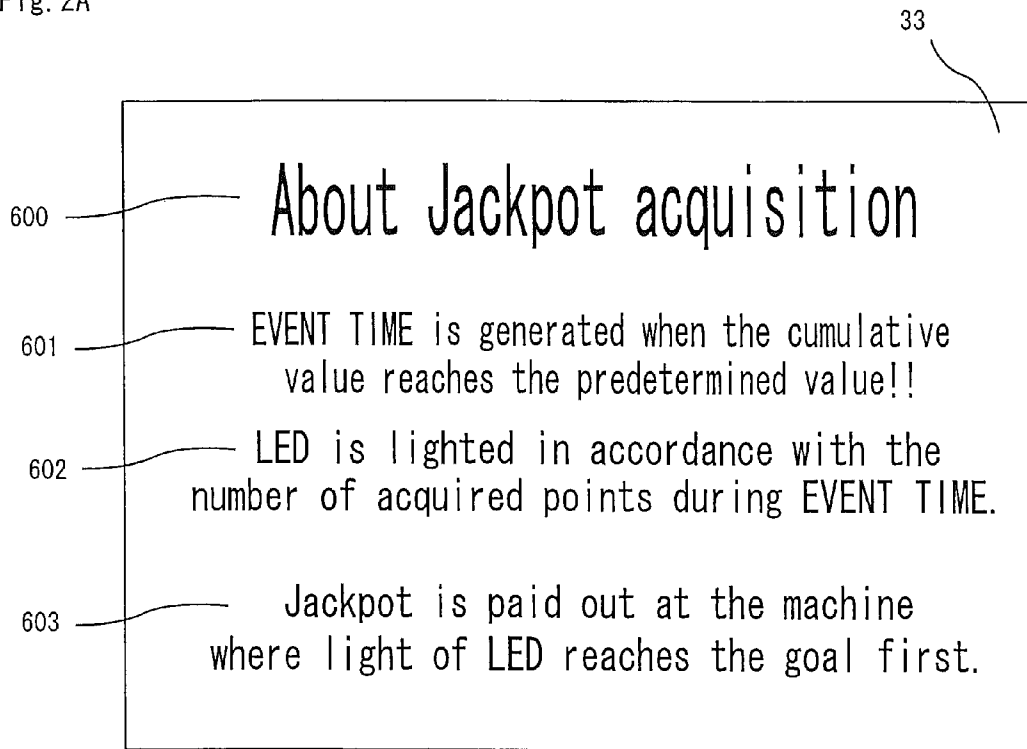 Fig. 2A
33
600
About Jackpot acquisition
601
EVENT TIME is generated when the cumulative
value reaches the predetermined value!!
602
LED is lighted in accordance with the
number of acquired points during EVENT TIME.
603
Jackpot is paid out at the machine
where light of LED reaches the goal first.